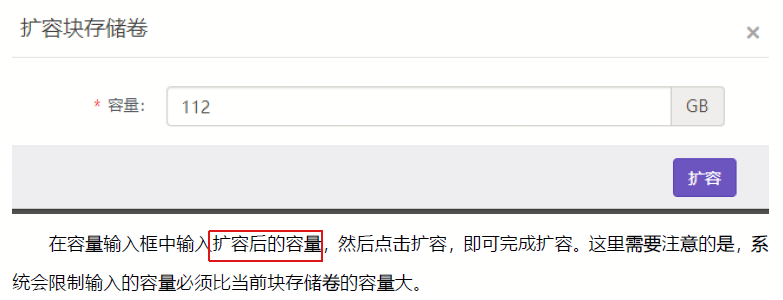 扩容块存储卷
×
* 容量：
112
GB
扩容
在容量输入框中输入扩容后的容量，然后点击扩容，即可完成扩容。这里需要注意的是，系
统会限制输入的容量必须比当前块存储卷的容量大。